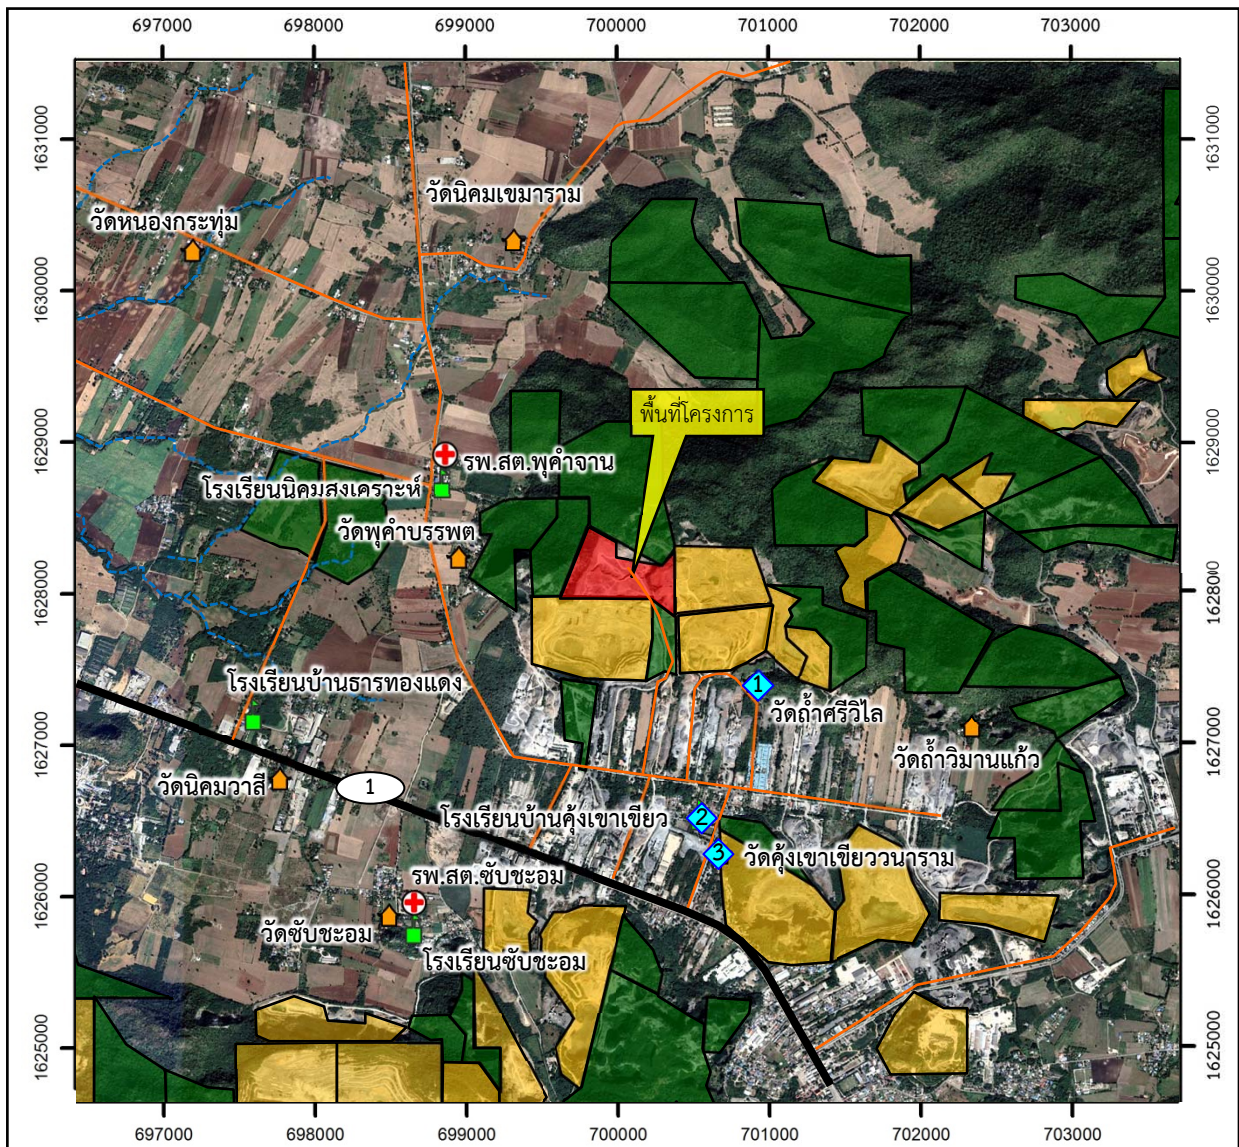 697000 698000 699000 700000 701000 702000 703000
1631000 1631000
วัดนิคมเขมาราม
วัดหนองกระทุ่ม
1630000 1630000
พื้นที่โครงการ
1629000 1629000
รพ.สต.พุคำจาน
โรงเรียนนิคมสงเคราะห์
วัดพุคำบรรพต
1628000 1628000
โรงเรียนบ้านธารทองแดง
1
วัดถ้ำศรีวิไล
1627000 1627000
วัดถ้ำวิมานแก้ว
วัดนิคมวาสี
1
โรงเรียนบ้านคุ้งเขาเขียว
2
3
วัดคุ้งเขาเขียววนาราม
รพ.สต.ซับชะอม
1626000 1626000
วัดซับชะอม
โรงเรียนซับชะอม
1625000 1625000
697000 698000 699000 700000 701000 702000 703000